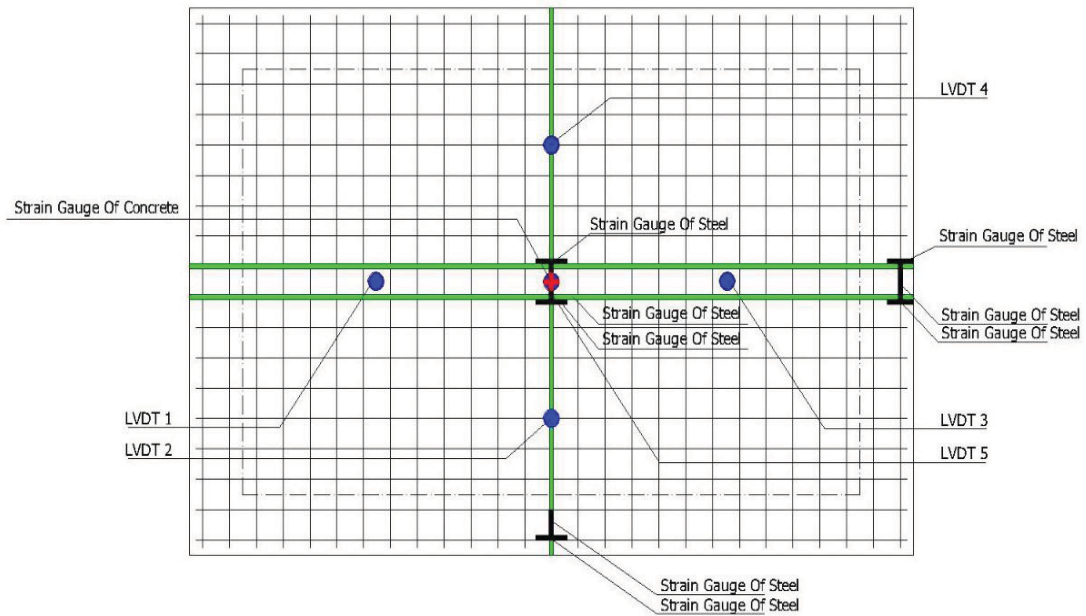 LVDT 4
Strain Gauge Of Concrete
Strain Gauge Of Steel
Strain Gauge Of Steel
Strain Gauge Of Steel
Strain Gauge Of Steel
Strain Gauge Of Steel
Strain Gauge Of Steel
LVDT 1
LVDT 3
LVDT 2
LVDT 5
Strain Gauge Of Steel
Strain Gauge Of Steel